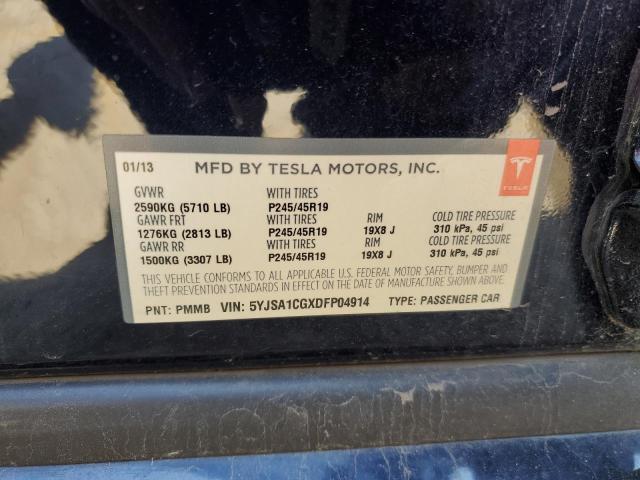 01/13 MFD BY TESLA MOTORS, INC.
TESLA
GVWR WITH TIRES
2590KG (5710 LB) P245/45R19
GAWR FRT WITH TIRES RIM COLD TIRE PRESSURE
1276KG (2813 LB) P245/45R19 19X8 J 310 kPa, 45 psi
GAWR RR WITH TIRES RIM COLD TIRE PRESSURE
1500KG (3307 LB) P245/45R19 19X8 J 310 kPa, 45 psi
THIS VEHICLE CONFORMS TO ALL APPLICABLE U.S. FEDERAL MOTOR SAFETY, BUMPER AND
THEFT PREVENTION STANDARDS IN EFFECT ON THE DATE OF MANUFACTURE SHOWN ABOVE.
PNT: PMMB VIN: 5YJSA1CGXDFP04914 TYPE: PASSENGER CAR